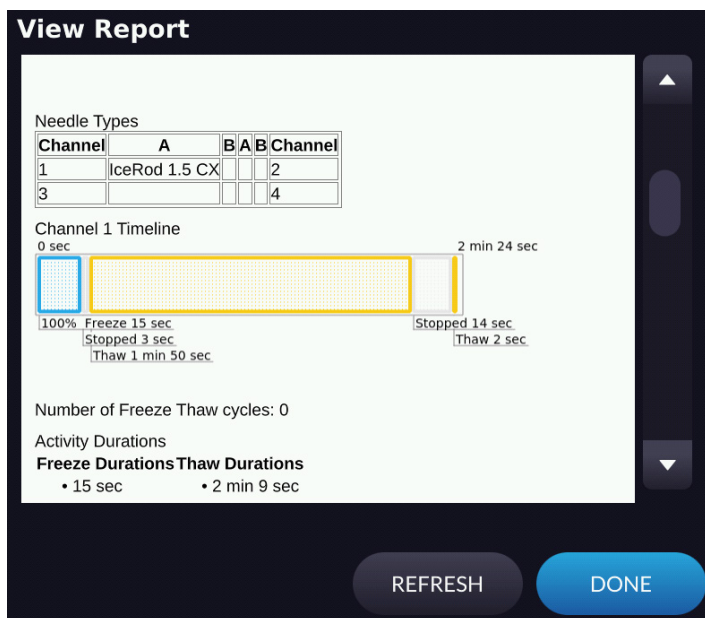 View Report
Needle Types
Channel A B A B Channel
1 IceRod 1.5 CX 2
3 4
Channel 1 Timeline
0 sec 2 min 24 sec
100% Freeze 15 sec Stopped 14 sec
Stopped 3 sec Thaw 2 sec
Thaw 1 min 50 sec
Number of Freeze Thaw cycles: 0
Activity Durations
Freeze Durations Thaw Durations
• 15 sec • 2 min 9 sec
REFRESH DONE